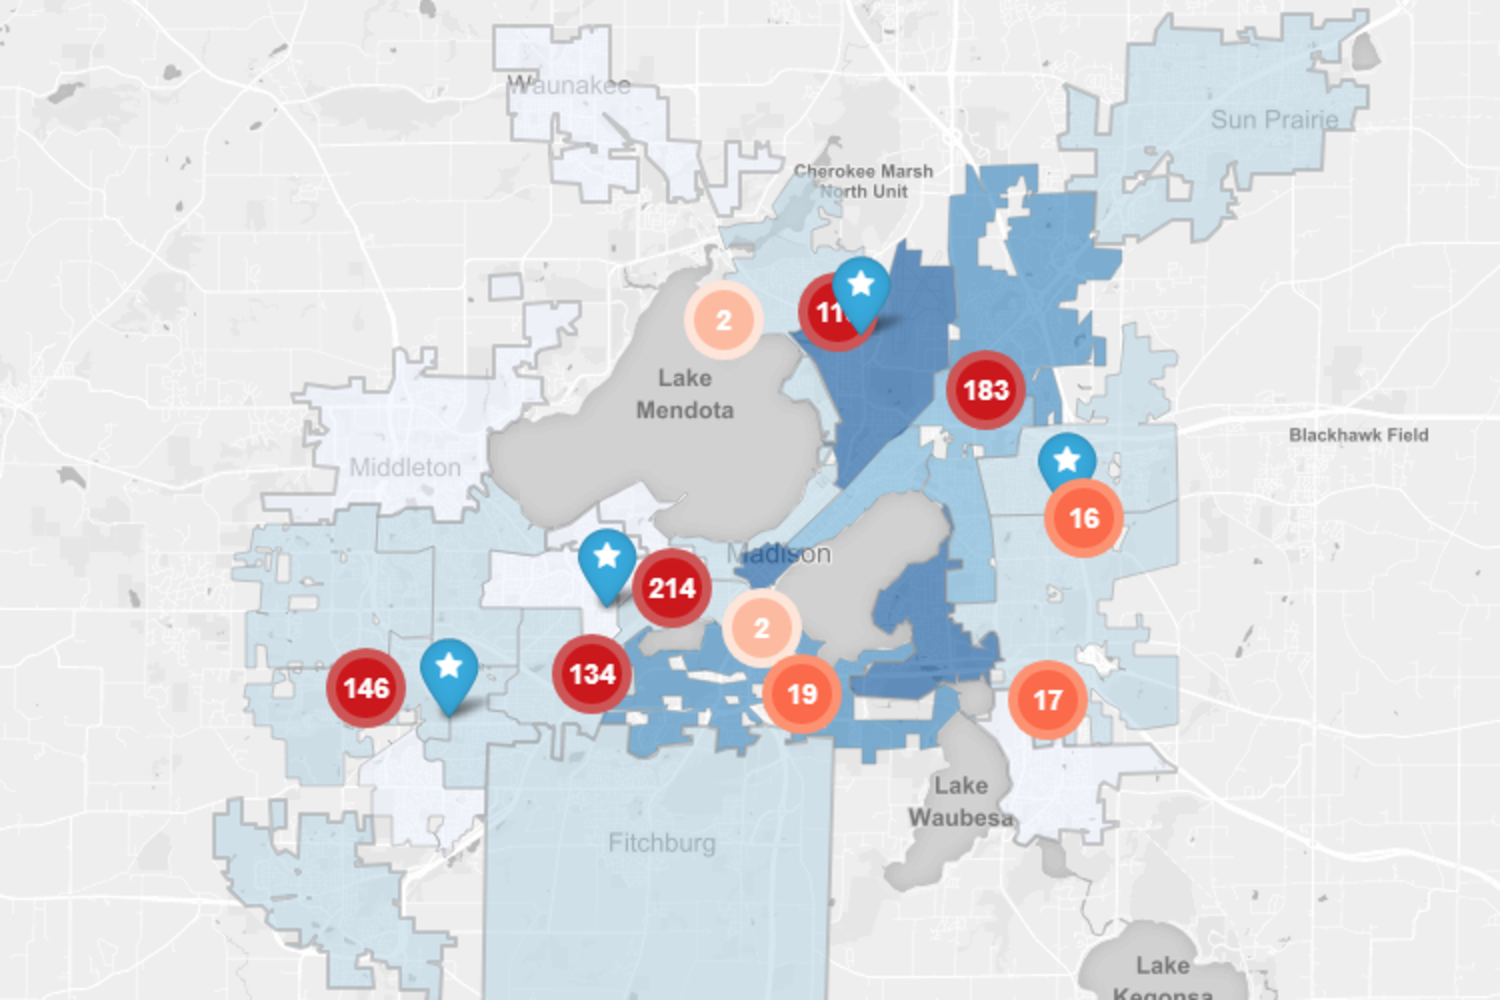 Waunakee
Sun Prairie
Cherokee Marsh
North Unit
2
183
Lake
Mendota
Blackhawk Field
Middleton
16
Madison
214
2
134
146
19
17
Lake
Waubesa
Fitchburg
Lake
Kegonsa